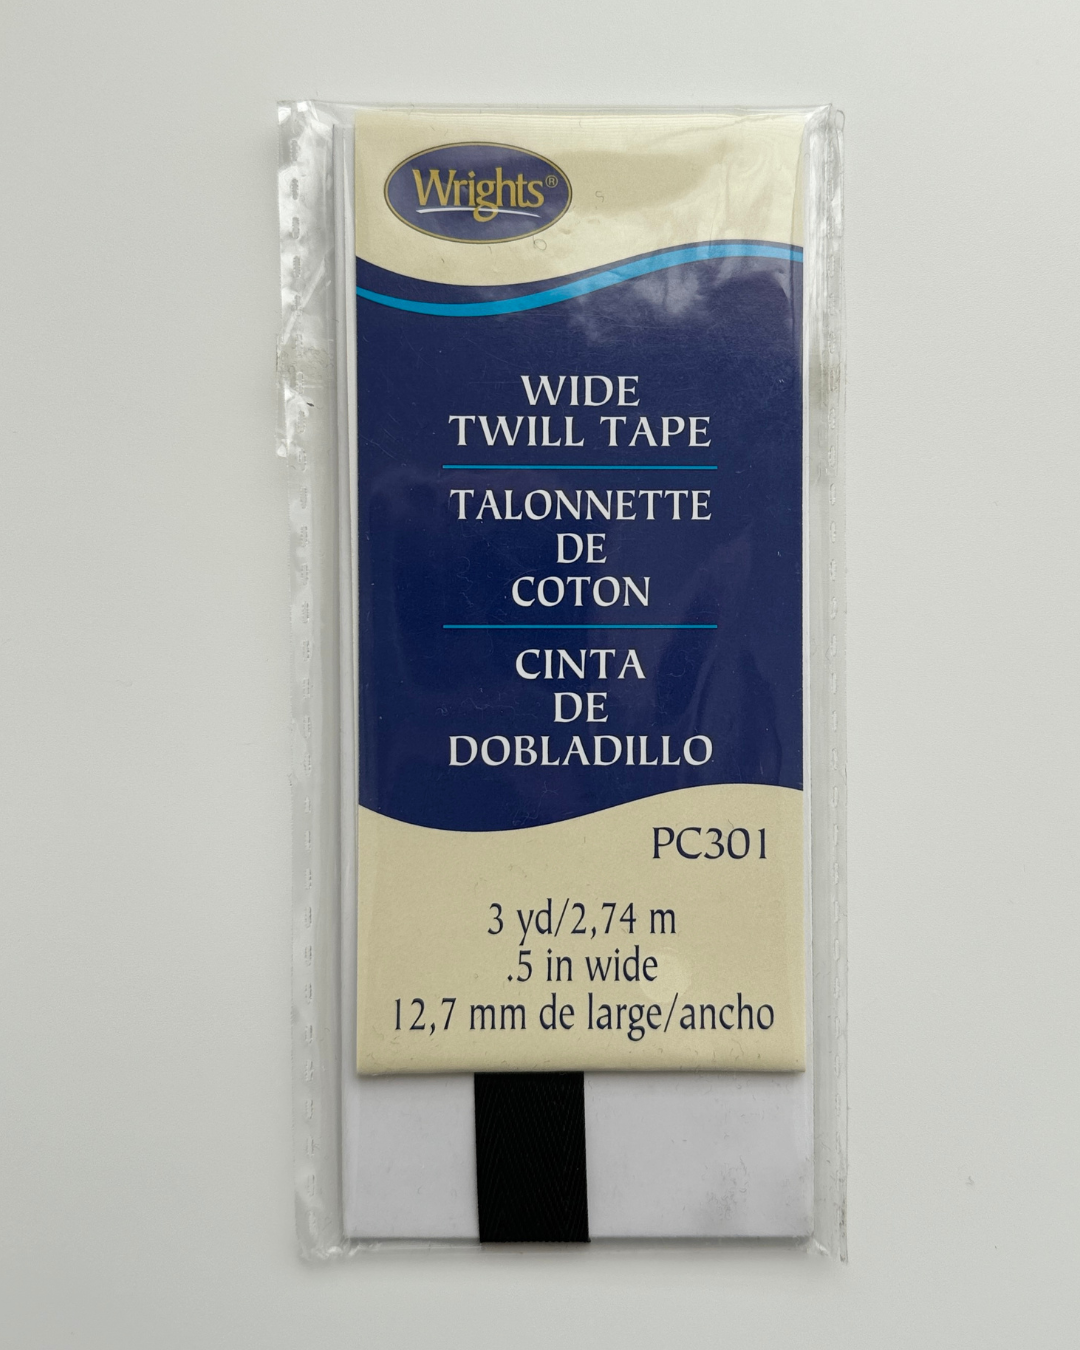 Wrights®
WIDE
TWILL TAPE
TALONNETTE
DE
COTON
CINTA
DE
DOBLADILLO
PC301
3 yd/2,74 m
.5 in wide
12,7 mm de large/ancho